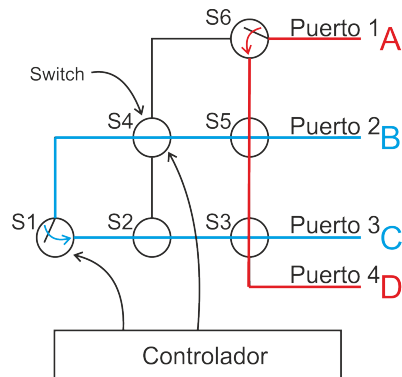 S6
Puerto 1 A
Switch
S4
S5
Puerto 2 B
S1
S2
S3
Puerto 3 C
Puerto 4 D
Controlador